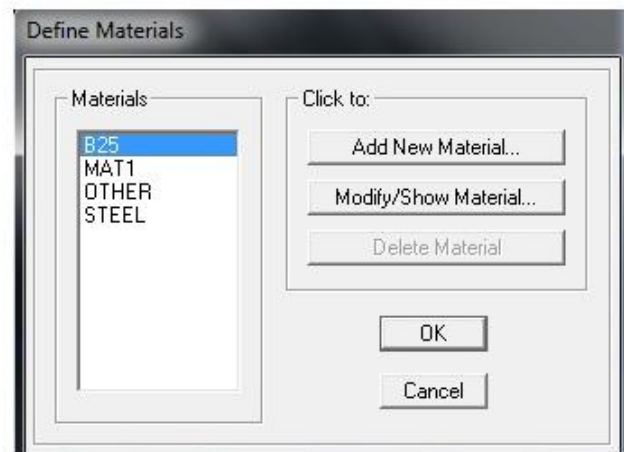 Define Materials
Materials
B25
MAT1
OTHER
STEEL
Click to:
Add New Material...
Modify/Show Material...
Delete Material
OK
Cancel